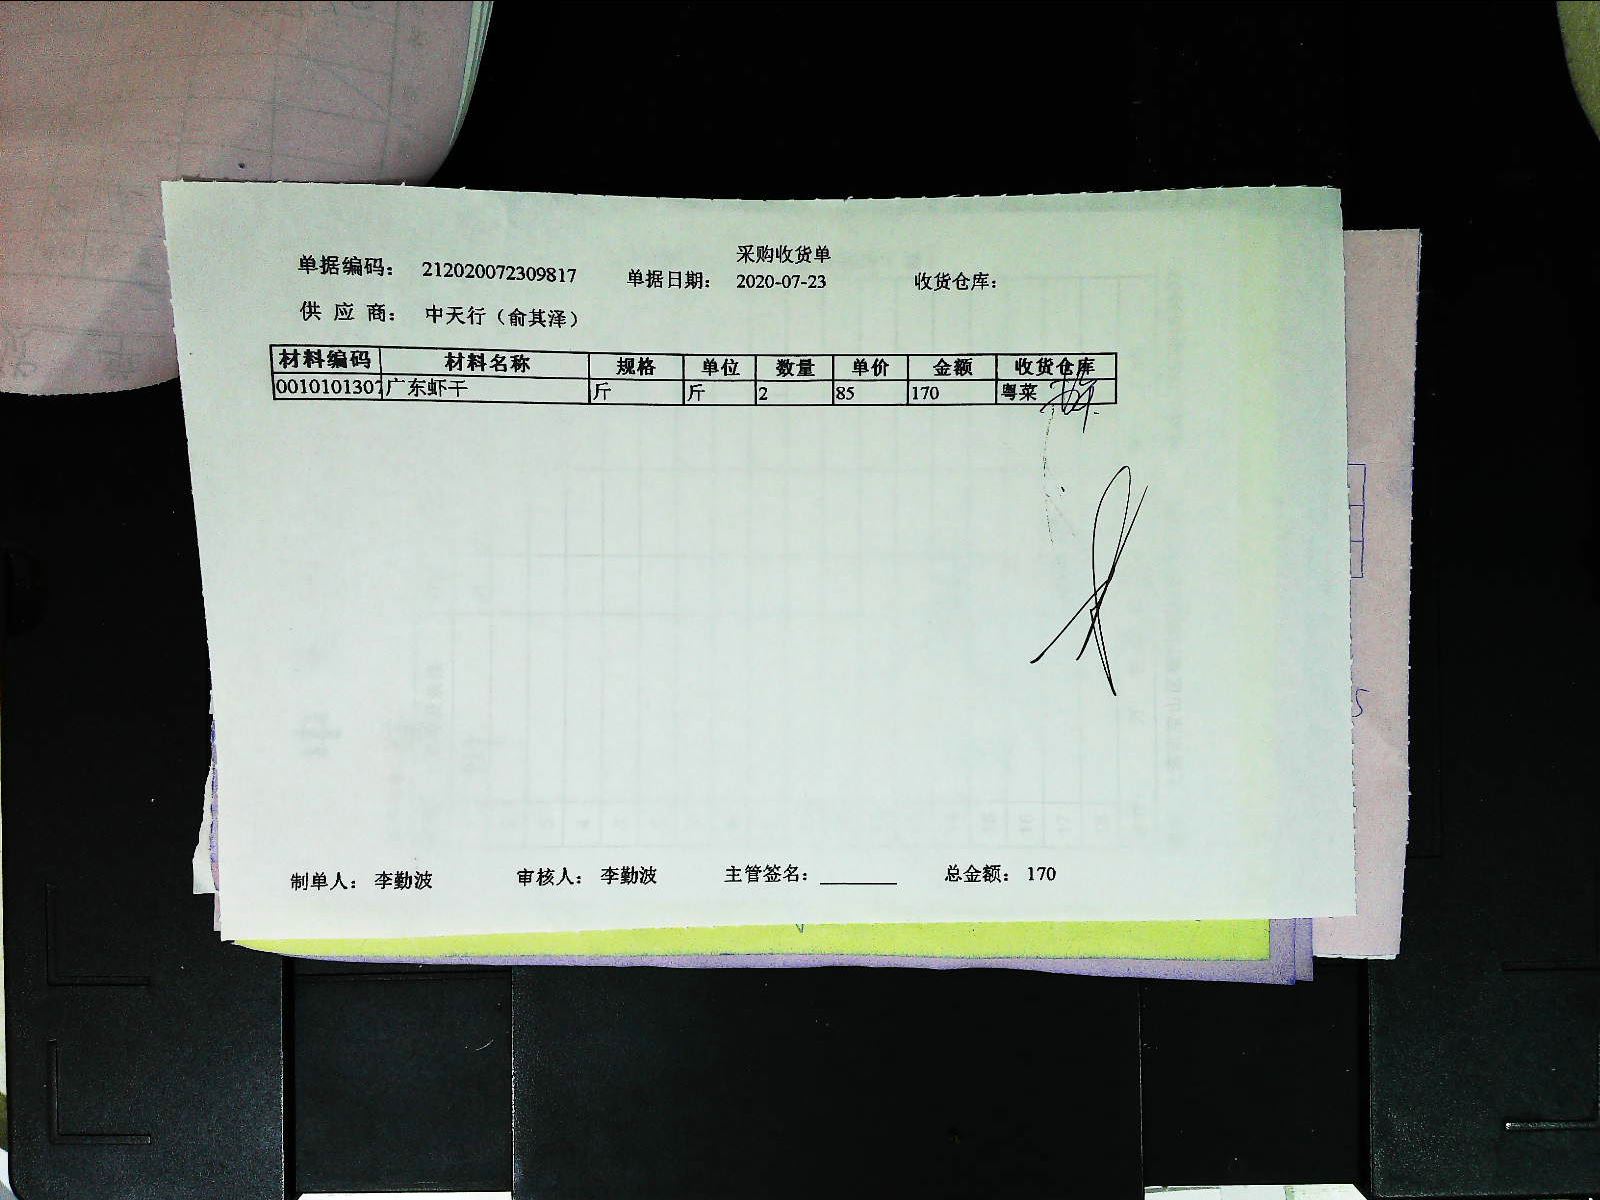 采购收货单
单据编码： 212020072309817 单据日期： 2020-07-23 收货仓库：
供 应 商： 中天行（俞其泽）
材料编码 材料名称 规格 单位 数量 单价 金额 收货仓库
0010101307 广东虾干 斤 斤 2 85 170 粤菜
制单人： 李勤波 审核人： 李勤波 主管签名： 总金额： 170